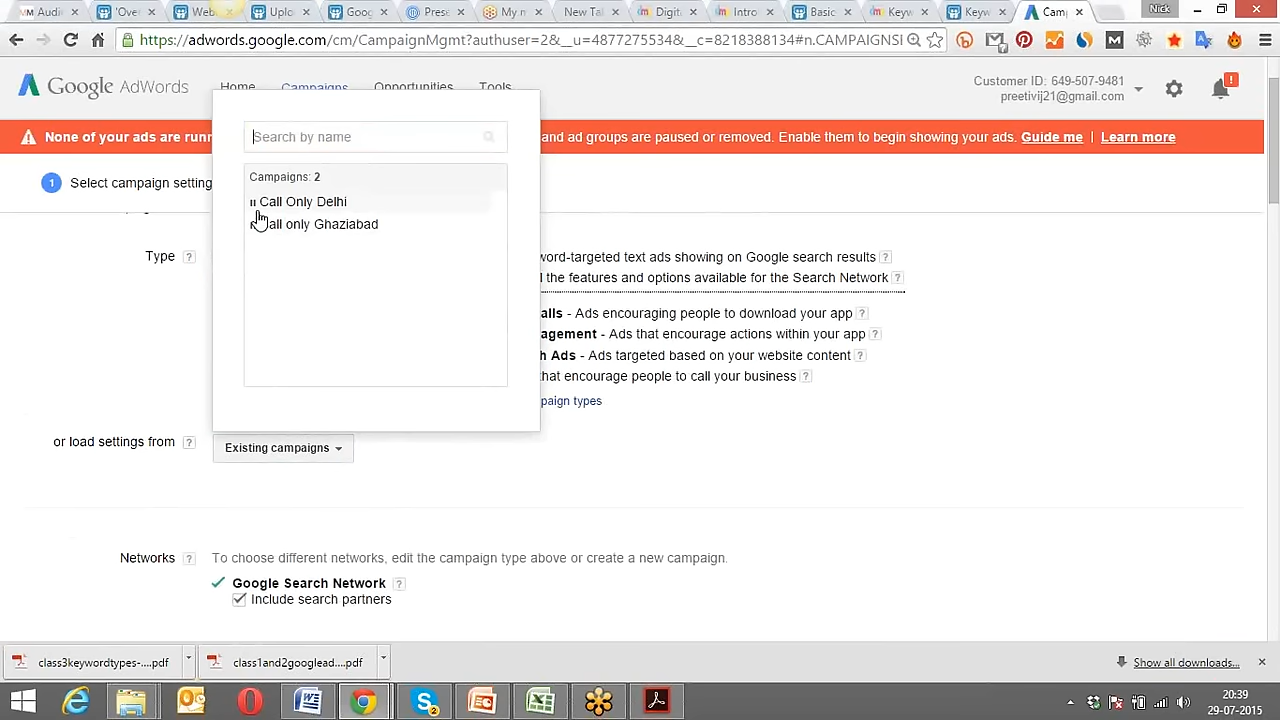 Audi
'Over
Web
Uplo
Goog
Pres
My n
New Tal
Digit
Intro
Basic
Keyw
Keyw
Camp
Nick
https://adwords.google.com/cm/CampaignMgmt?authuser=2&__u=4877275534&__c=8218388134#n.CAMPAIGNSI
Google AdWords
Home
Campaigns
Opportunities
Tools
Customer ID: 649-507-9481
preetivij21@gmail.com
None of your ads are runn
and ad groups are paused or removed. Enable them to begin showing your ads. Guide me | Learn more
1 Select campaign setting
Search by name
Campaigns: 2
Call Only Delhi
all only Ghaziabad
Type ?
word-targeted text ads showing on Google search results ?
l the features and options available for the Search Network ?
alls - Ads encouraging people to download your app ?
agement - Ads that encourage actions within your app ?
h Ads - Ads targeted based on your website content ?
that encourage people to call your business ?
paign types
or load settings from ?
Existing campaigns
Networks ?
To choose different networks, edit the campaign type above or create a new campaign.
Google Search Network ?
Include search partners
class3keywordtypes-....pdf
class1and2googlead....pdf
Show all downloads...
20:39
29-07-2015